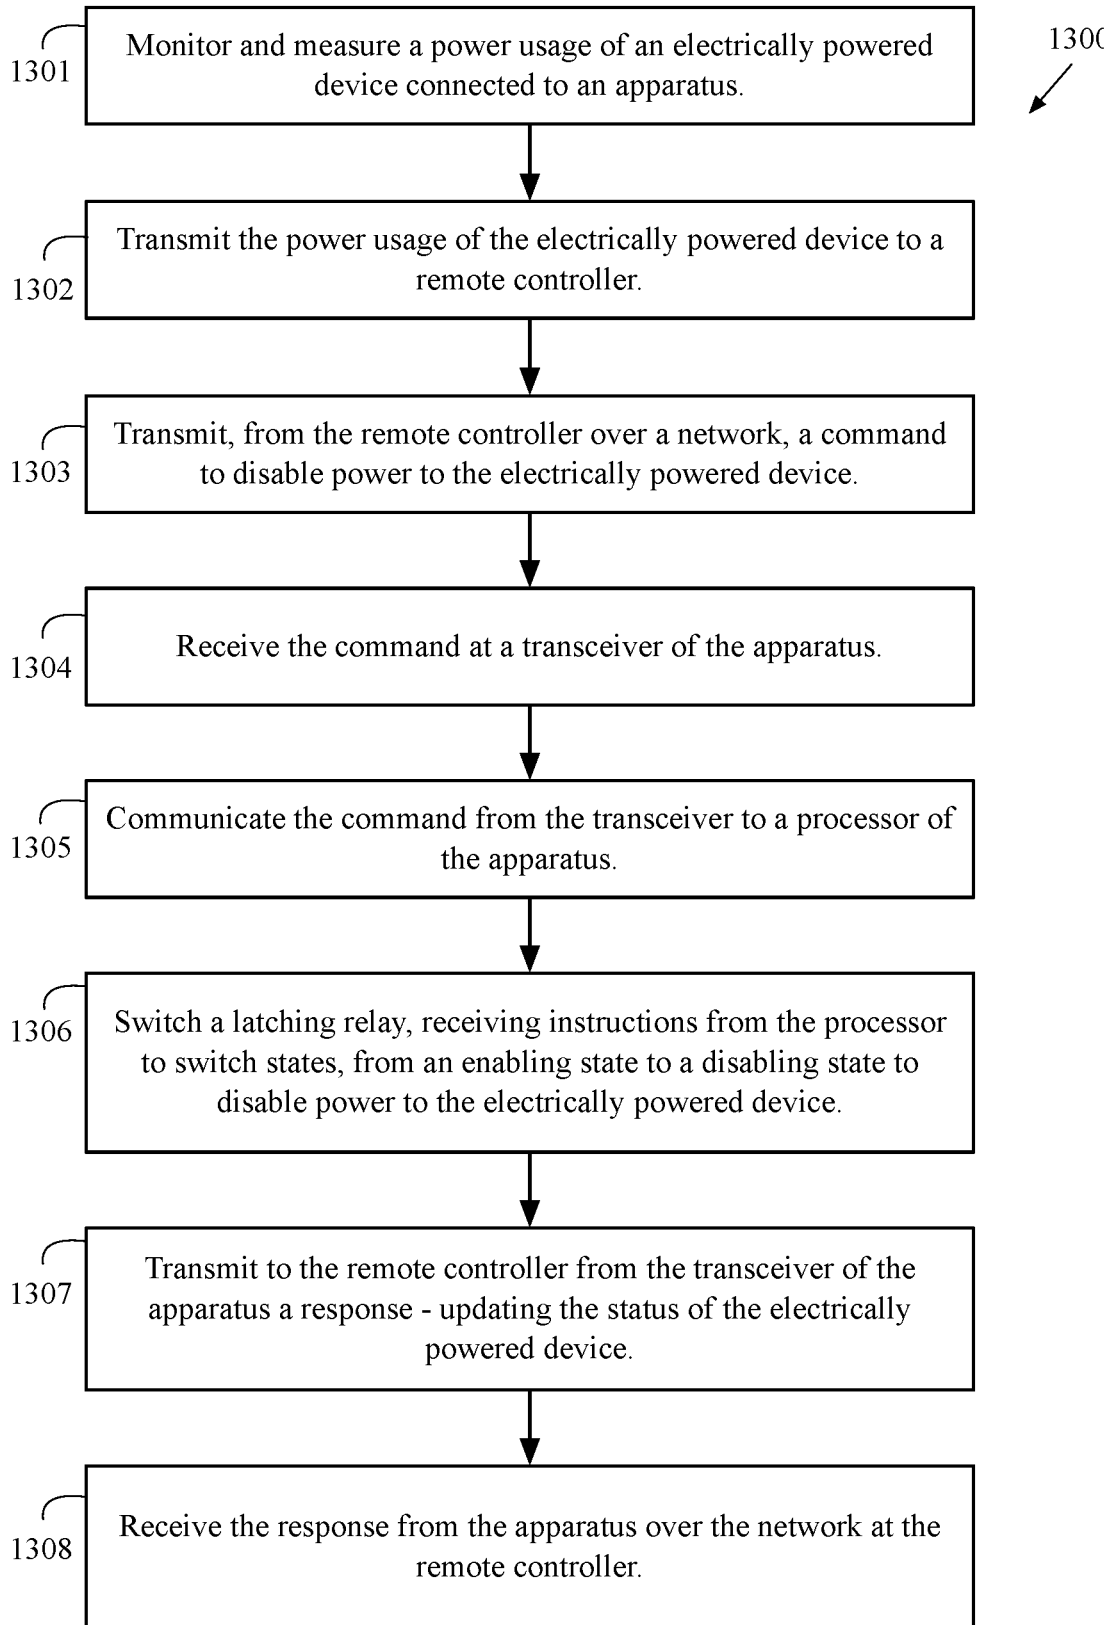 1300
1301
Monitor and measure a power usage of an electrically powered
device connected to an apparatus.
1302
Transmit the power usage of the electrically powered device to a
remote controller.
1303
Transmit, from the remote controller over a network, a command
to disable power to the electrically powered device.
1304
Receive the command at a transceiver of the apparatus.
1305
Communicate the command from the transceiver to a processor of
the apparatus.
1306
Switch a latching relay, receiving instructions from the processor
to switch states, from an enabling state to a disabling state to
disable power to the electrically powered device.
1307
Transmit to the remote controller from the transceiver of the
apparatus a response - updating the status of the electrically
powered device.
1308
Receive the response from the apparatus over the network at the
remote controller.